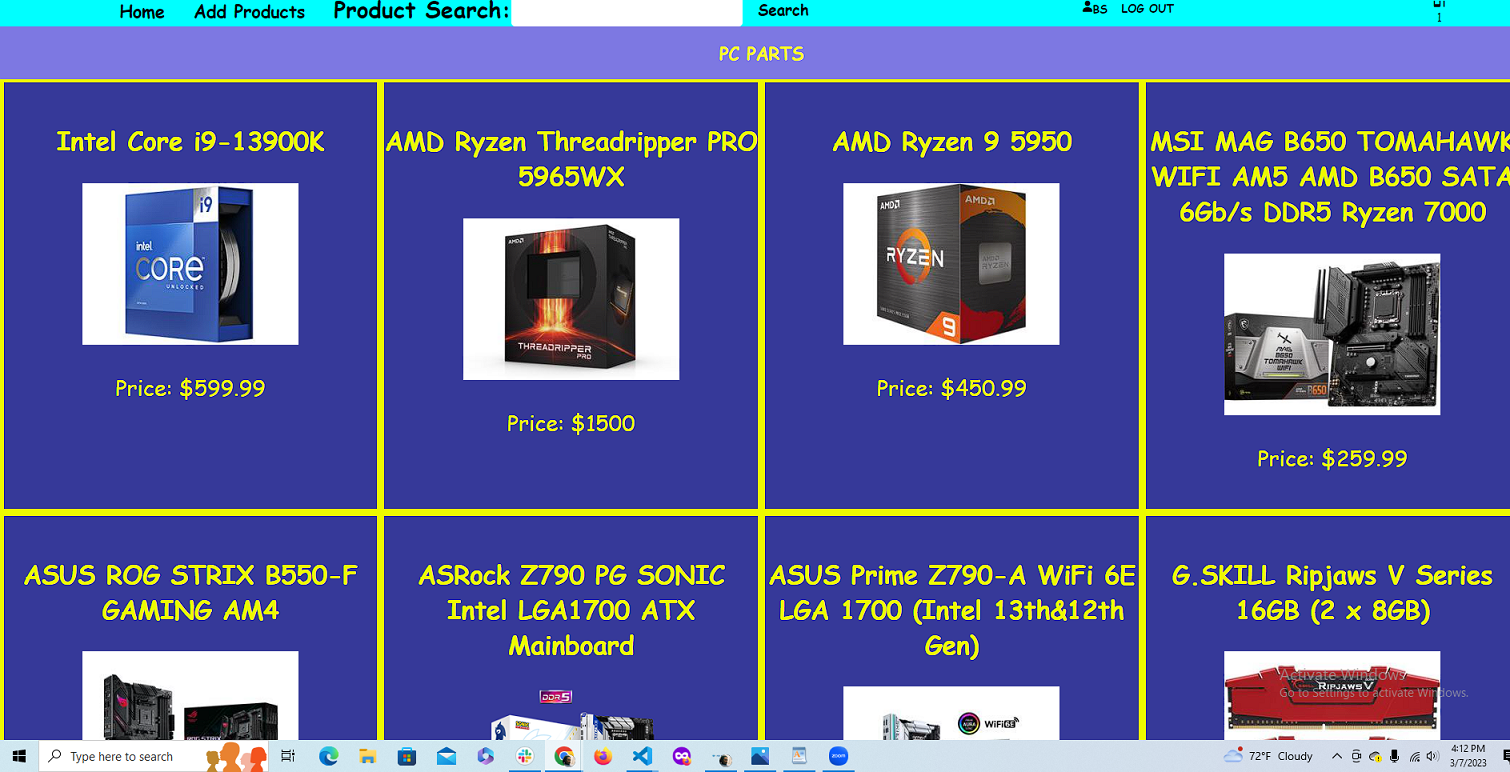 Home Add Products Product Search: Search BS LOG OUT 1
PC PARTS
Intel Core i9-13900K
intel
CORE
UNLOCKED
i9
Price: $599.99
AMD Ryzen Threadripper PRO
5965WX
AMD
THREADRIPPER
PRO
Price: $1500
AMD Ryzen 9 5950
AMD
AMD
RYZEN
AMD
RYZEN
9
Price: $450.99
MSI MAG B650 TOMAHAWK
WIFI AM5 AMD B650 SATA
6Gb/s DDR5 Ryzen 7000
MAG
B650
TOMAHAWK
WIFI
B650
Price: $259.99
ASUS ROG STRIX B550-F
GAMING AM4
ASRock Z790 PG SONIC
Intel LGA1700 ATX
Mainboard
DDR5
ASUS Prime Z790-A WiFi 6E
LGA 1700 (Intel 13th&12th
Gen)
WiFi 6E
G.SKILL Ripjaws V Series
16GB (2 x 8GB)
RIPJAWS V
Activate Windows
Go to Settings to activate Windows.
Type here to search
zoom
72°F Cloudy
4:12 PM
3/7/2023